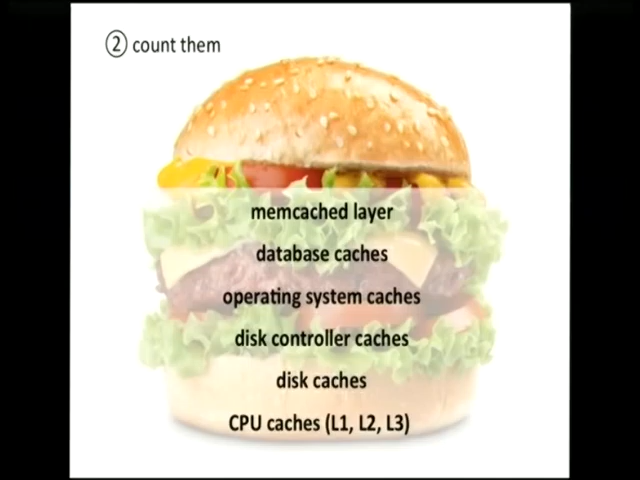 ② count them
memcached layer
database caches
operating system caches
disk controller caches
disk caches
CPU caches (L1, L2, L3)